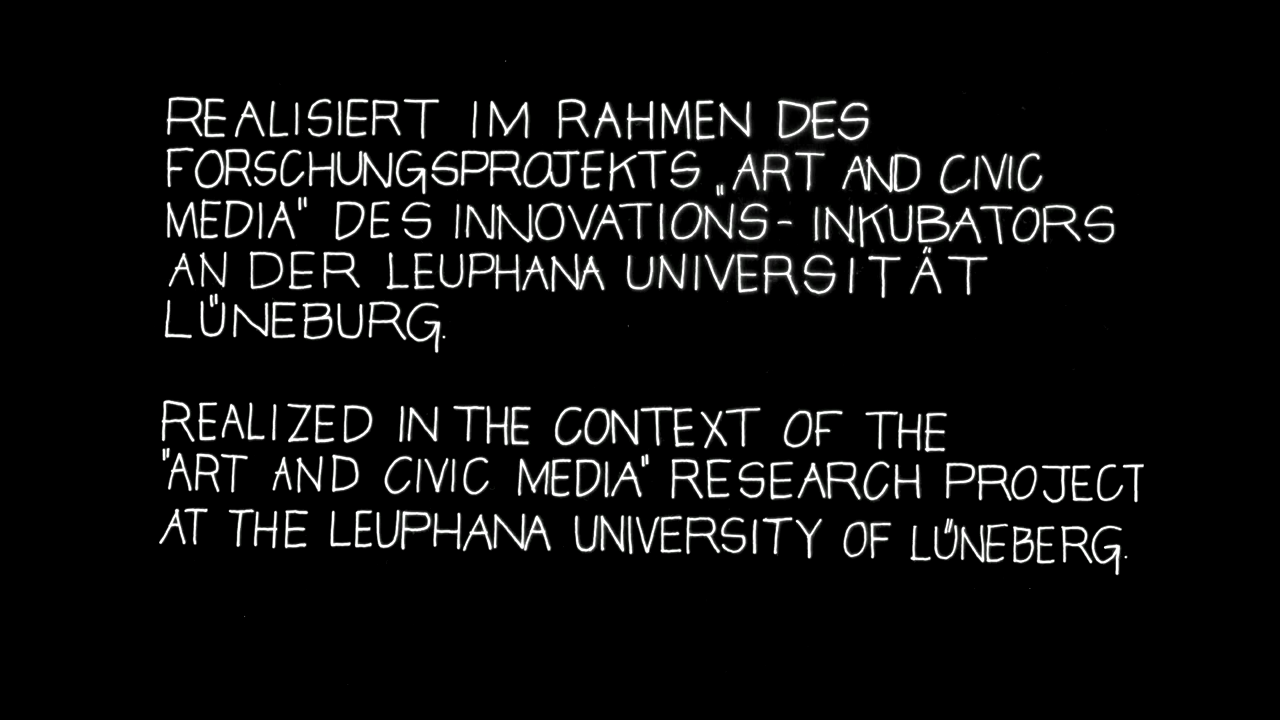 REALISIERT IM RAHMEN DES
FORSCHUNGSPROJEKTS „ART AND CIVIC
MEDIA" DES INNOVATIONS- INKUBATORS
AN DER LEUPHANA UNIVERSITÄT
LÜNEBURG.
REALIZED IN THE CONTEXT OF THE
"ART AND CIVIC MEDIA" RESEARCH PROJECT
AT THE LEUPHANA UNIVERSITY OF LÜNEBERG.